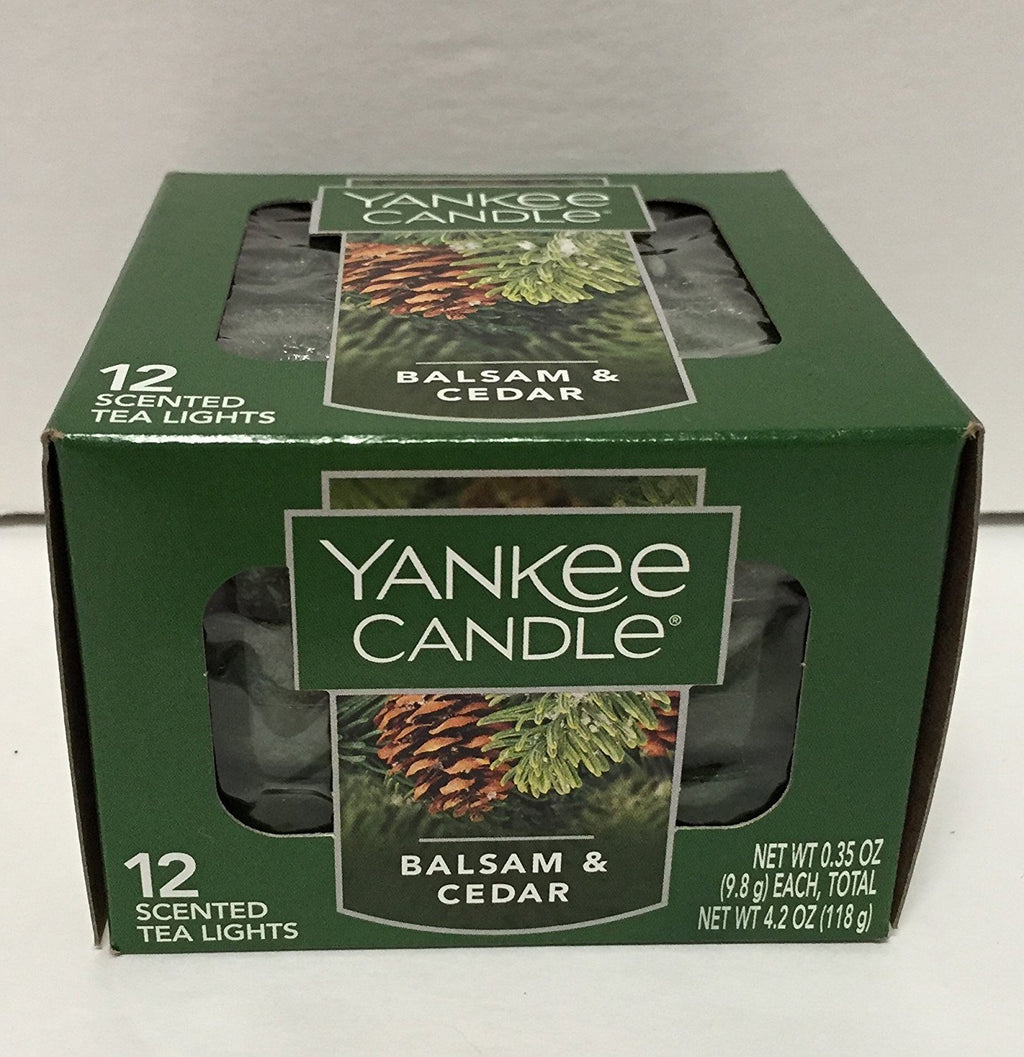 YANKEE
CANDLE®
BALSAM &
CEDAR
12
SCENTED
TEA LIGHTS
YANKEE
CANDLE®
BALSAM &
CEDAR
12
SCENTED
TEA LIGHTS
NET WT 0.35 OZ
(9.8 g) EACH, TOTAL
NET WT 4.2 OZ (118 g)